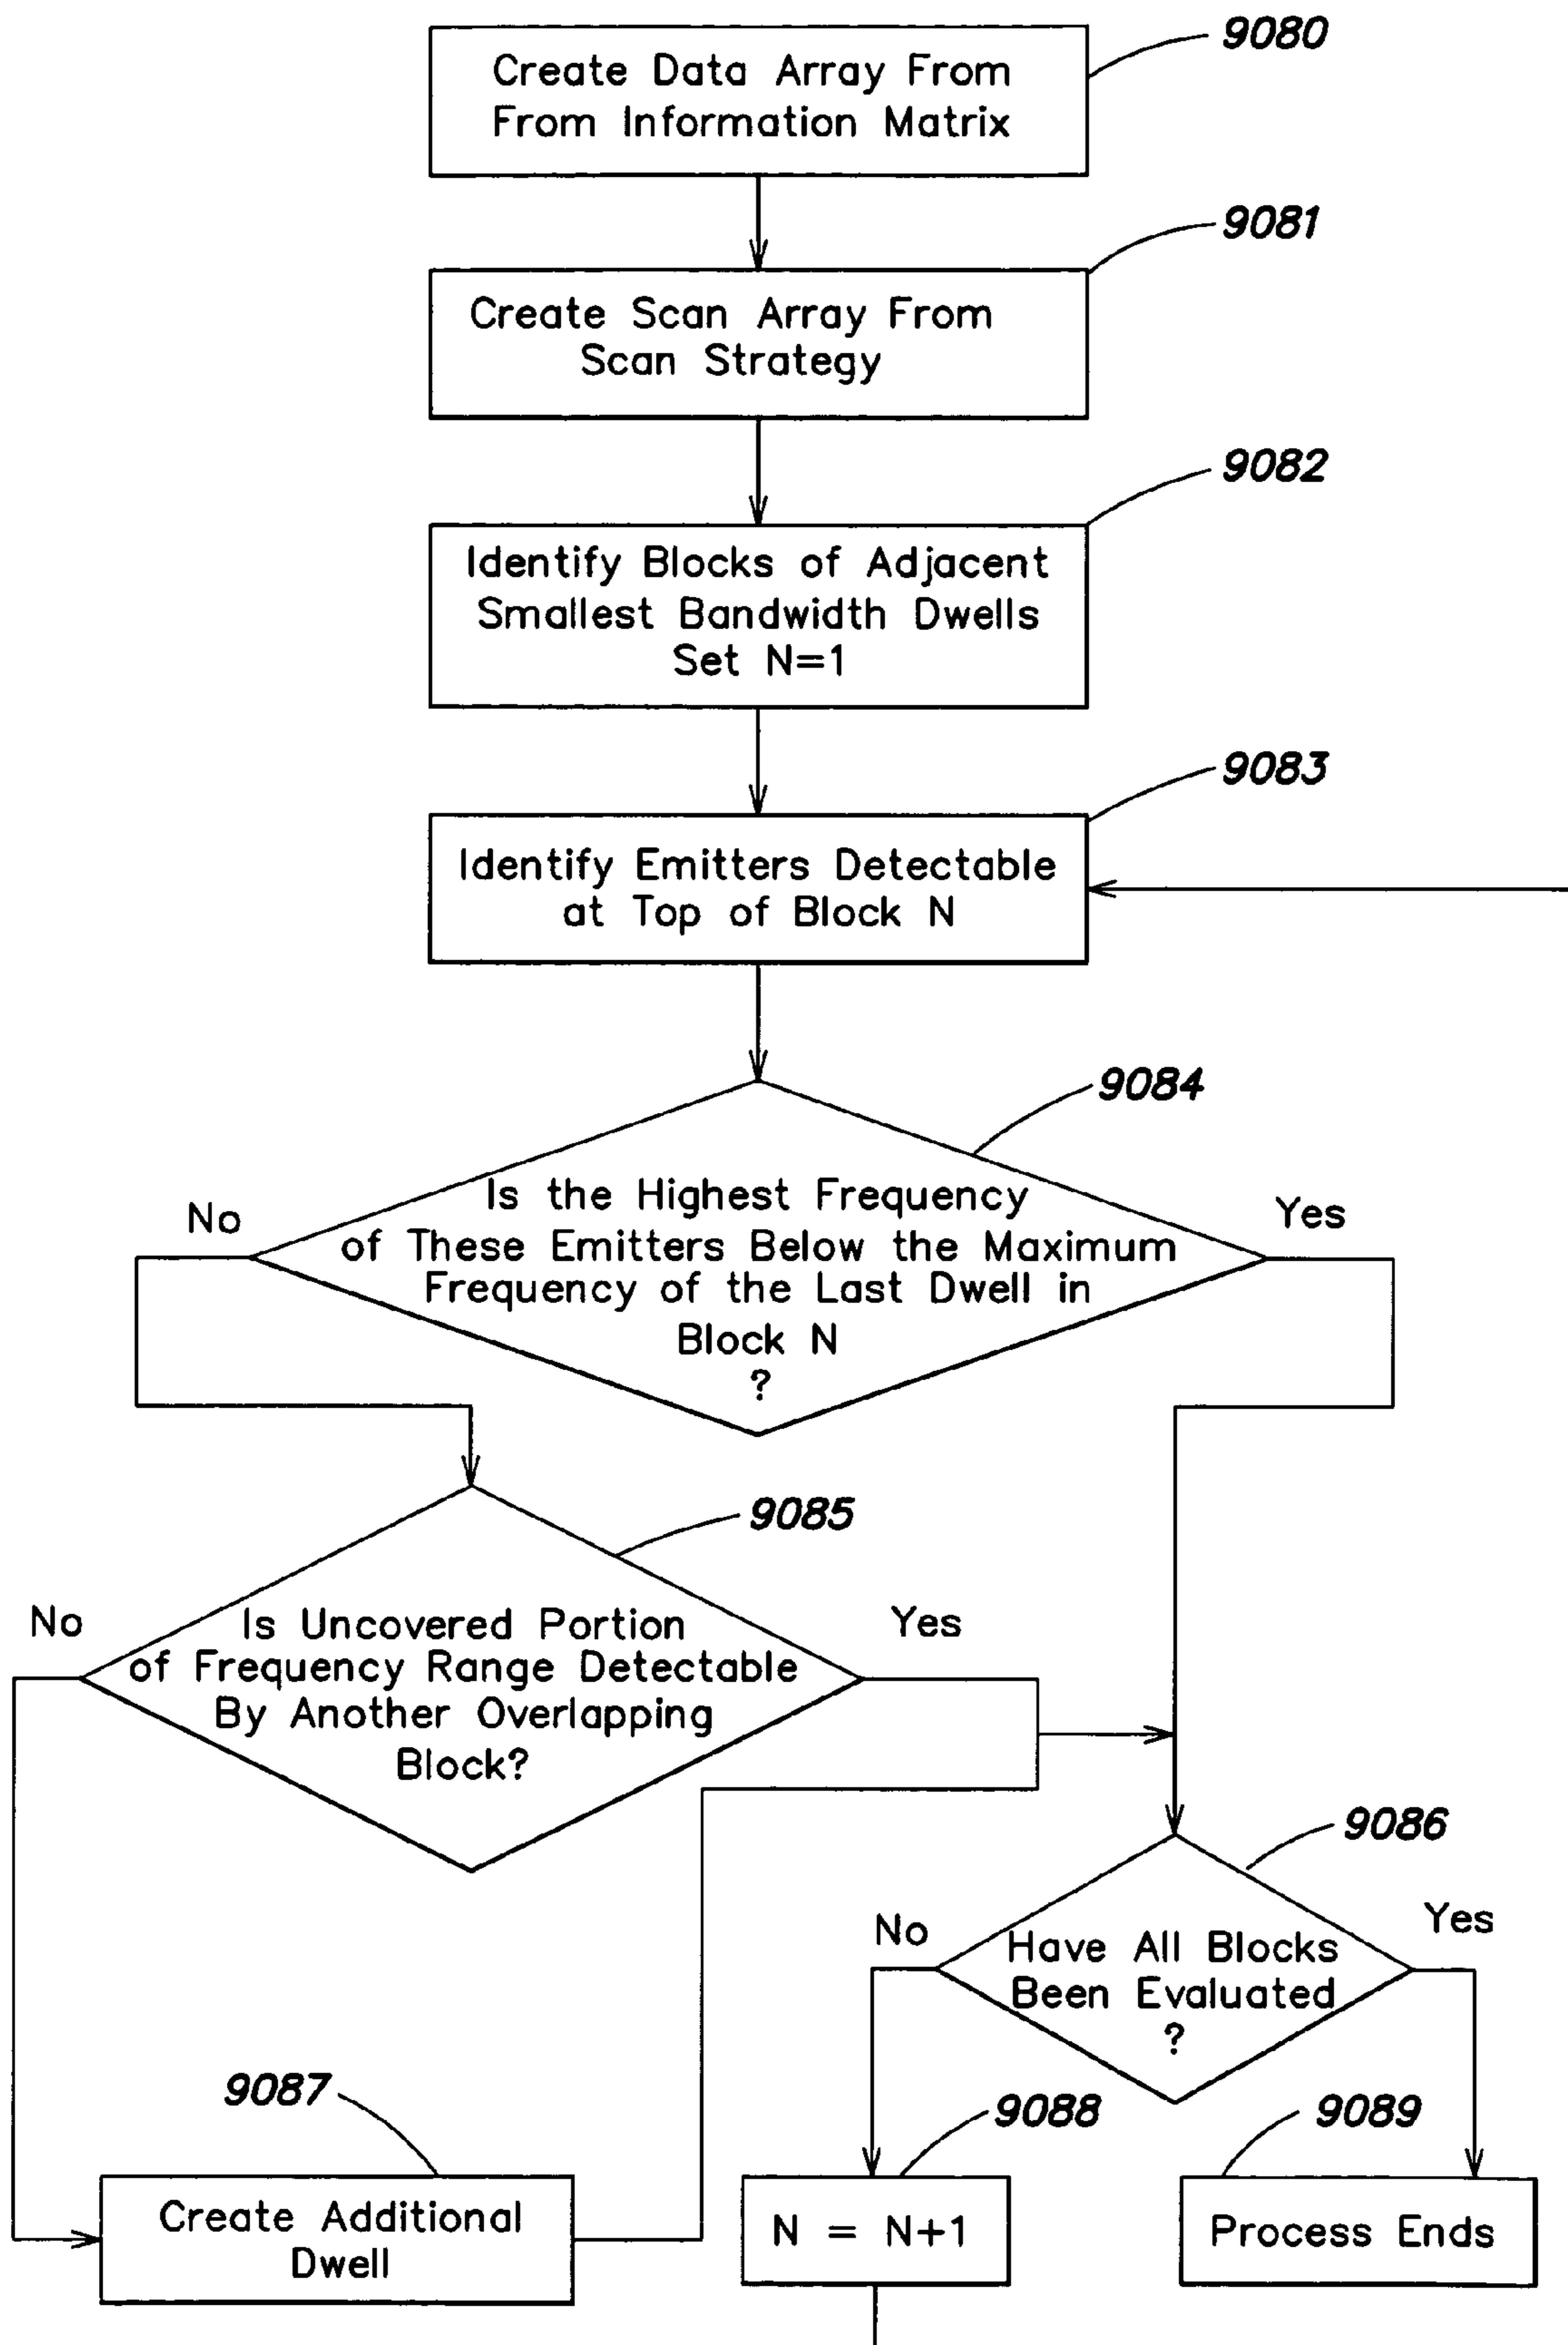 9080
Create Data Array From
From Information Matrix
9081
Create Scan Array From
Scan Strategy
9082
Identify Blocks of Adjacent
Smallest Bandwidth Dwells
Set N=1
9083
Identify Emitters Detectable
at Top of Block N
9084
No
Yes
Is the Highest Frequency
of These Emitters Below the Maximum
Frequency of the Last Dwell in
Block N
?
9085
No
Yes
Is Uncovered Portion
of Frequency Range Detectable
By Another Overlapping
Block?
9086
No
Yes
Have All Blocks
Been Evaluated
?
9087
Create Additional
Dwell
9088
N = N+1
9089
Process Ends